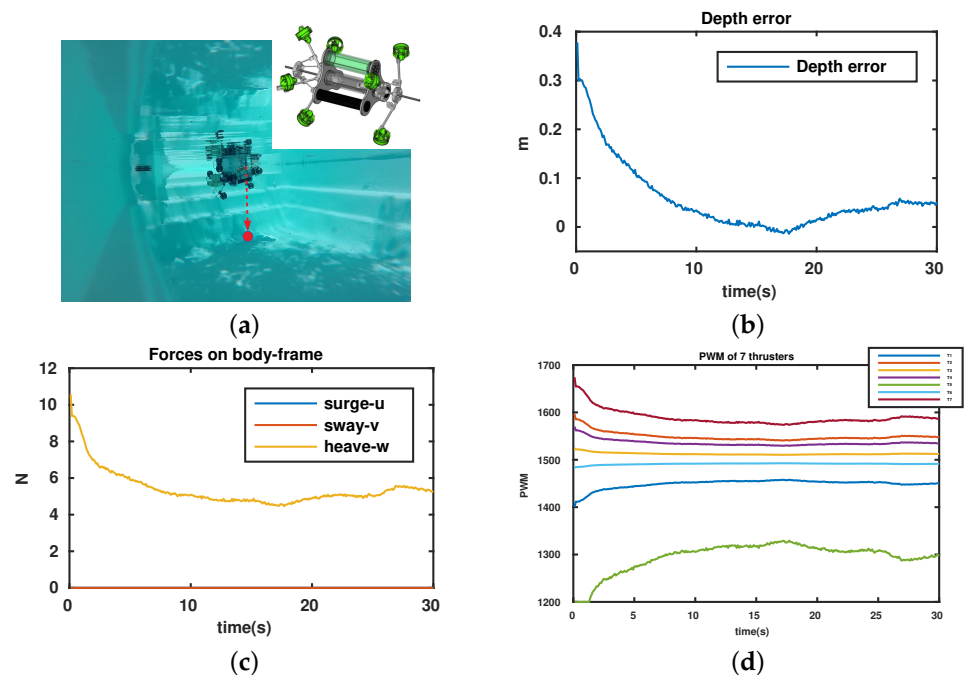 (a)
Depth error
0.4
0.3
0.2
0.1
0
m
Depth error
0 10 20 30
time(s)
(b)
Forces on body-frame
12
10
8
6
4
2
0
N
surge-u
sway-v
heave-w
0 10 20 30
time(s)
(c)
PWM of 7 thrusters
1700
1600
1500
1400
1300
1200
PWM
T1
T2
T3
T4
T5
T6
T7
0 5 10 15 20 25 30
time(s)
(d)